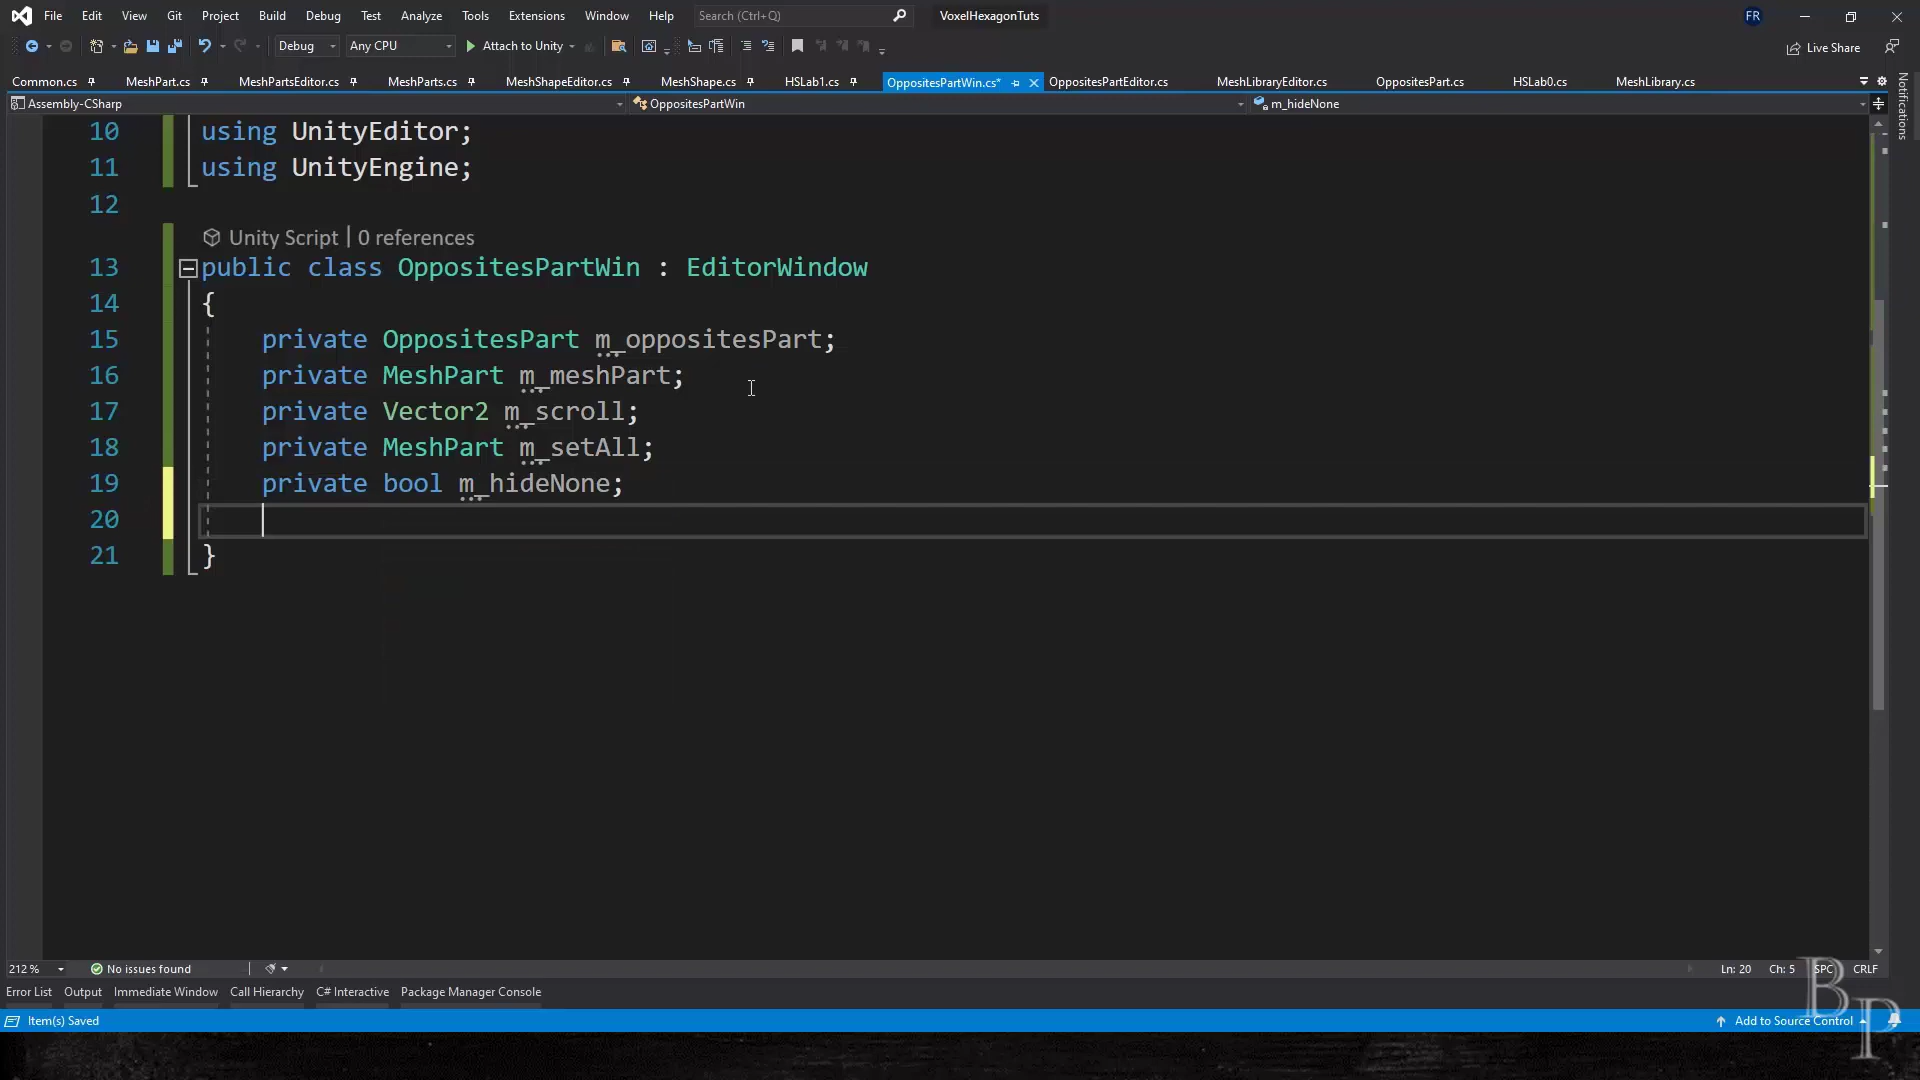 File Edit View Git Project Build Debug Test Analyze Tools Extensions Window Help Search (Ctrl+Q) VoxelHexagonTuts FR
Debug Any CPU Attach to Unity Live Share
Common.cs MeshPart.cs MeshPartsEditor.cs MeshParts.cs MeshShapeEditor.cs MeshShape.cs HSLab1.cs OppositesPartWin.cs* OppositesPartEditor.cs MeshLibraryEditor.cs OppositesPart.cs HSLab0.cs MeshLibrary.cs
Notifications
Assembly-CSharp OppositesPartWin m_hideNone
10 using UnityEditor;
11 using UnityEngine;
12
Unity Script | 0 references
13 public class OppositesPartWin : EditorWindow
14 {
15 private OppositesPart m_oppositesPart;
16 private MeshPart m_meshPart;
17 private Vector2 m_scroll;
18 private MeshPart m_setAll;
19 private bool m_hideNone;
20
21 }
212 % No issues found Ln: 20 Ch: 5 SPC CRLF
Error List Output Immediate Window Call Hierarchy C# Interactive Package Manager Console
Item(s) Saved Add to Source Control
BP